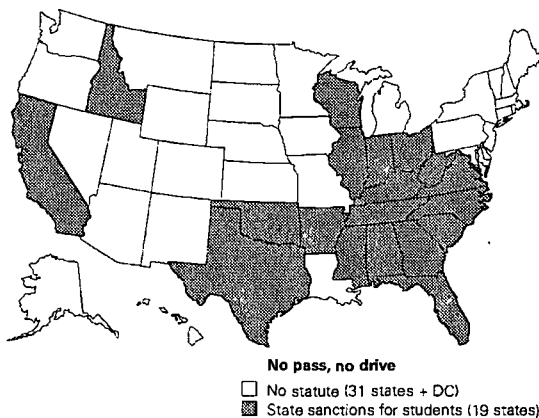 No pass, no drive
No statute (31 states + DC)
State sanctions for students (19 states)